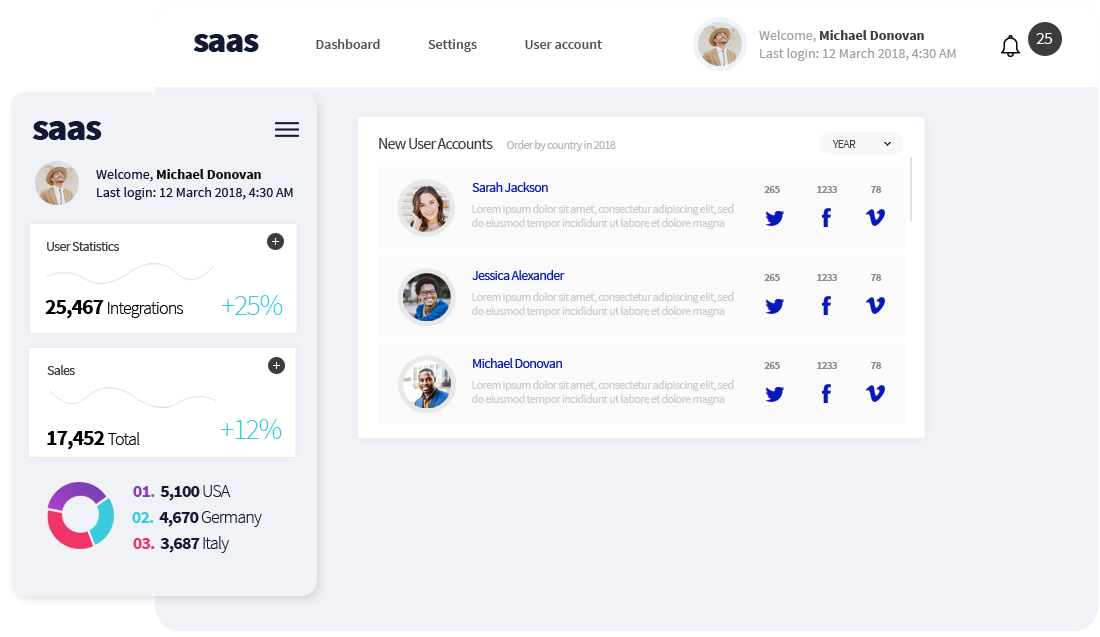 saas
Dashboard Settings User account
Welcome, Michael Donovan
Last login: 12 March 2018, 4:30 AM
25
saas
Welcome, Michael Donovan
Last login: 12 March 2018, 4:30 AM
User Statistics
25,467 Integrations +25%
Sales
17,452 Total +12%
01. 5,100 USA
02. 4,670 Germany
03. 3,687 Italy
New User Accounts Order by country in 2018 YEAR
Sarah Jackson
Lorem ipsum dolor sit amet, consectetur adipiscing elit, sed
do eiusmod tempor incididunt ut labore et dolore magna
265 1233 78
Jessica Alexander
Lorem ipsum dolor sit amet, consectetur adipiscing elit, sed
do eiusmod tempor incididunt ut labore et dolore magna
265 1233 78
Michael Donovan
Lorem ipsum dolor sit amet, consectetur adipiscing elit, sed
do eiusmod tempor incididunt ut labore et dolore magna
265 1233 78